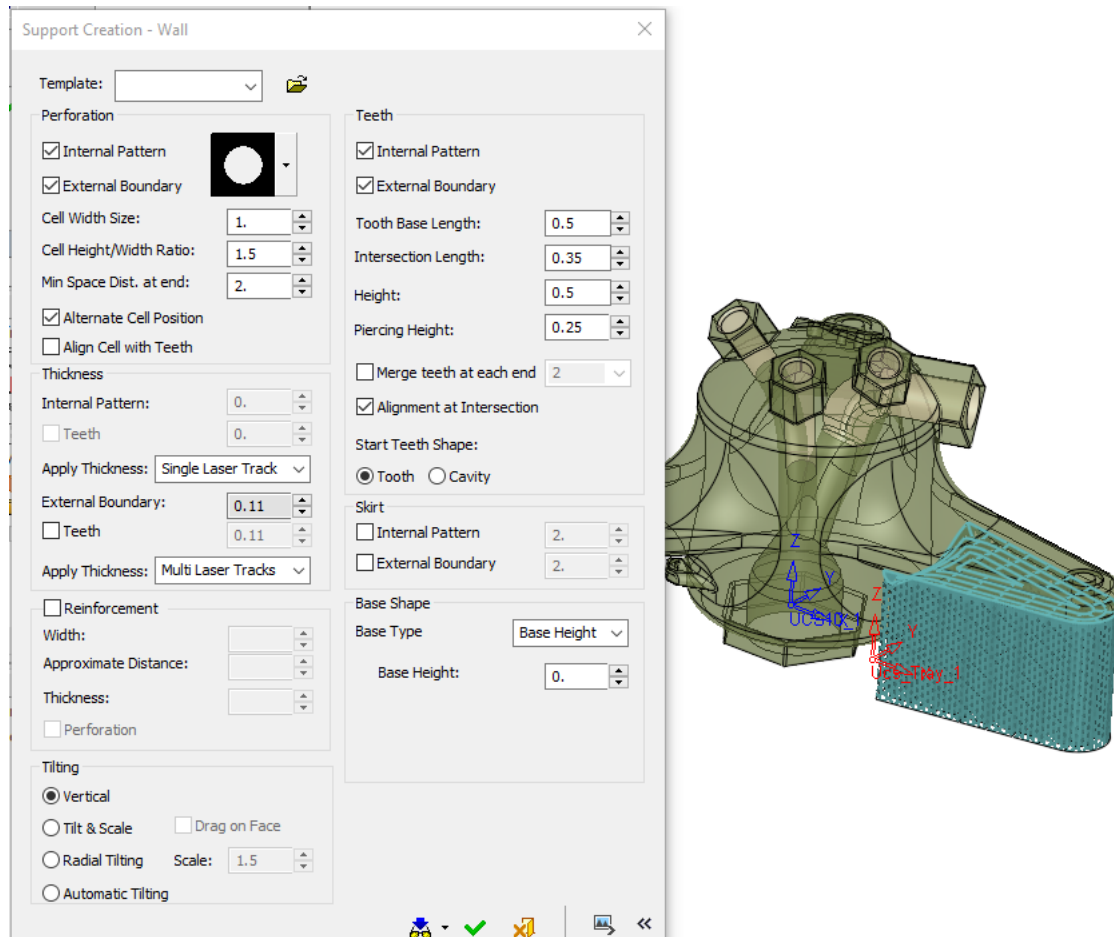 Support Creation - Wall
Template:
Perforation
Internal Pattern
External Boundary
Cell Width Size: 1.
Cell Height/Width Ratio: 1.5
Min Space Dist. at end: 2.
Alternate Cell Position
Align Cell with Teeth
Thickness
Internal Pattern: 0.
Teeth 0.
Apply Thickness: Single Laser Track
External Boundary: 0.11
Teeth 0.11
Apply Thickness: Multi Laser Tracks
Reinforcement
Width:
Approximate Distance:
Thickness:
Perforation
Tilting
Vertical
Tilt & Scale Drag on Face
Radial Tilting Scale: 1.5
Automatic Tilting
Teeth
Internal Pattern
External Boundary
Tooth Base Length: 0.5
Intersection Length: 0.35
Height: 0.5
Piercing Height: 0.25
Merge teeth at each end 2
Alignment at Intersection
Start Teeth Shape:
Tooth Cavity
Skirt
Internal Pattern 2.
External Boundary 2.
Base Shape
Base Type Base Height
Base Height: 0.
Z
Y
Z
Y
UCS_Tray_1